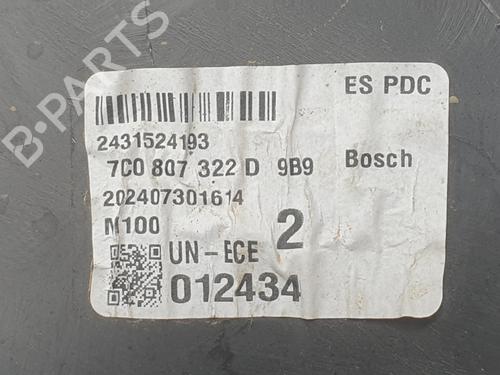 B-PARTS
ES PDC
2431524193
7C0 807 322 D 9B9 Bosch
202407301614
M100
UN-ECE 2
012434